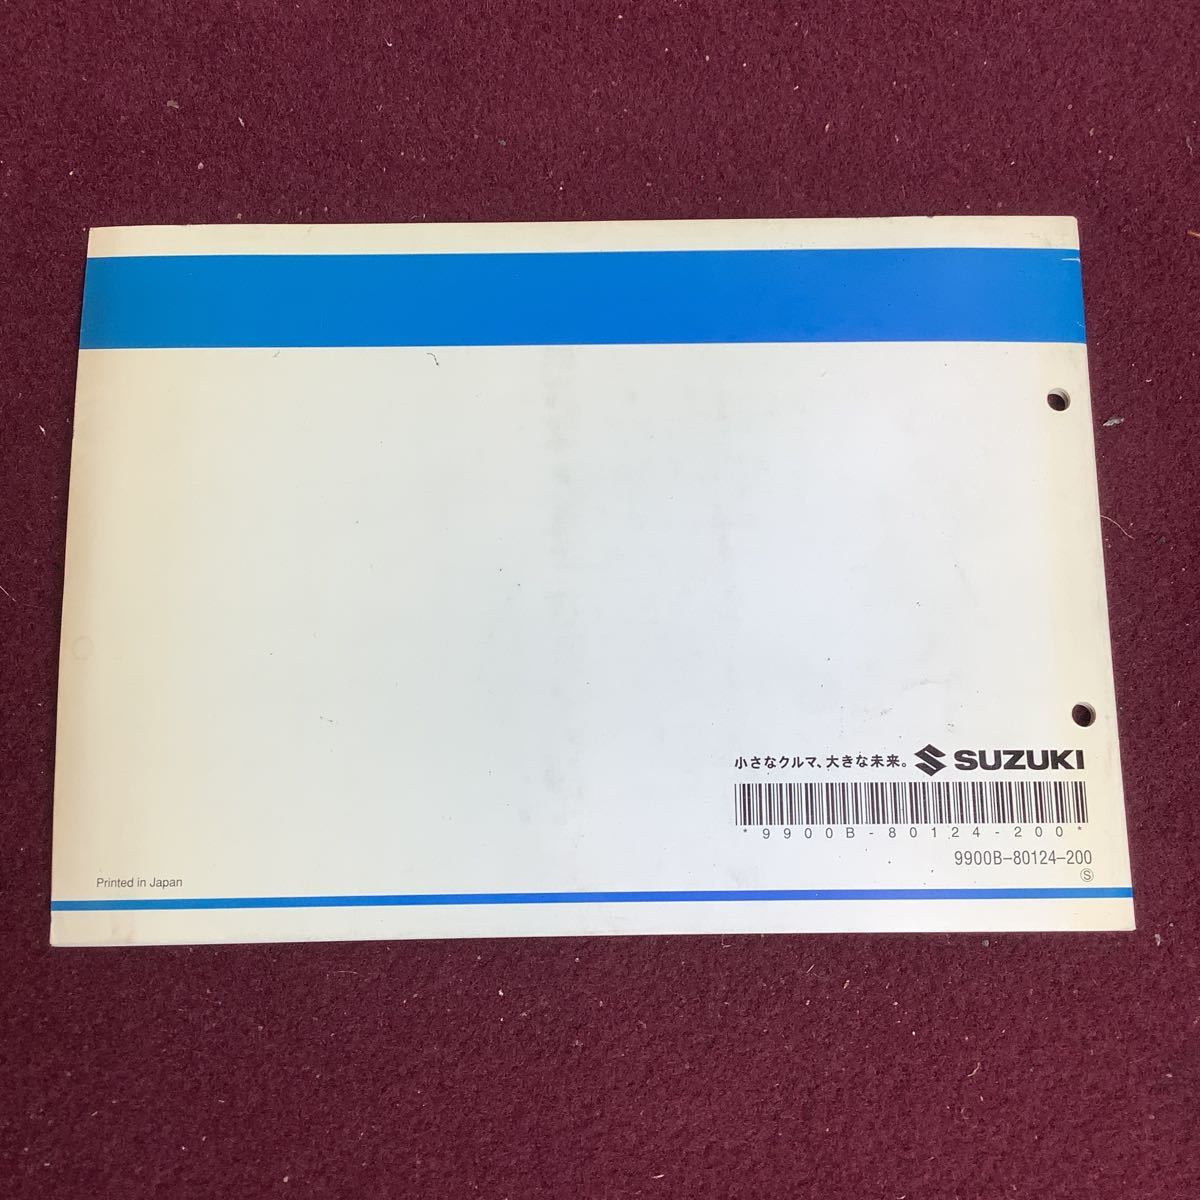 小さなクルマ、大きな未来。 SUZUKI
*9900B-80124-200*
9900B-80124-200
Ⓢ
Printed in Japan